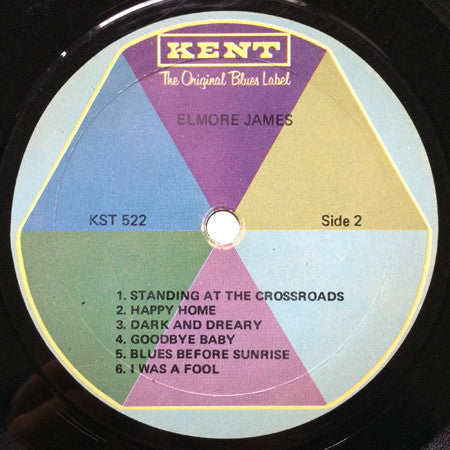 KENT
The Original Blues Label
ELMORE JAMES
KST 522 Side 2
1. STANDING AT THE CROSSROADS
2. HAPPY HOME
3. DARK AND DREARY
4. GOODBYE BABY
5. BLUES BEFORE SUNRISE
6. I WAS A FOOL